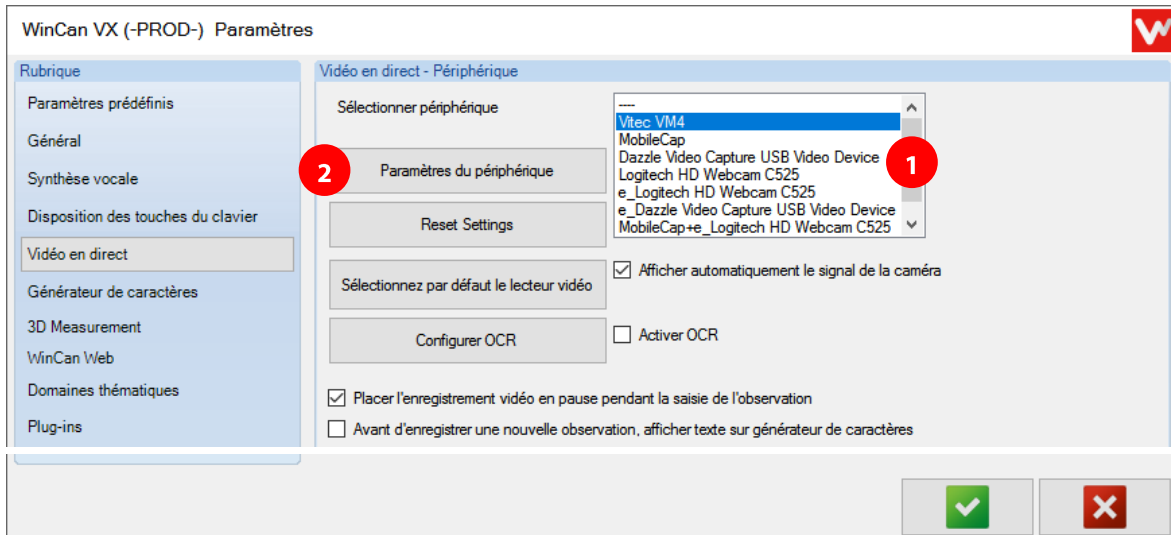 WinCan VX (-PROD-) Paramètres
Rubrique
Paramètres prédéfinis
Général
Synthèse vocale
Disposition des touches du clavier
Vidéo en direct
Générateur de caractères
3D Measurement
WinCan Web
Domaines thématiques
Plug-ins
Vidéo en direct - Périphérique
Sélectionner périphérique
----
Vitec VM4
MobileCap
Dazzle Video Capture USB Video Device
Logitech HD Webcam C525
e_Logitech HD Webcam C525
e_Dazzle Video Capture USB Video Device
MobileCap+e_Logitech HD Webcam C525
1
2
Paramètres du périphérique
Reset Settings
Sélectionnez par défaut le lecteur vidéo
Afficher automatiquement le signal de la caméra
Configurer OCR
Activer OCR
Placer l'enregistrement vidéo en pause pendant la saisie de l'observation
Avant d'enregistrer une nouvelle observation, afficher texte sur générateur de caractères